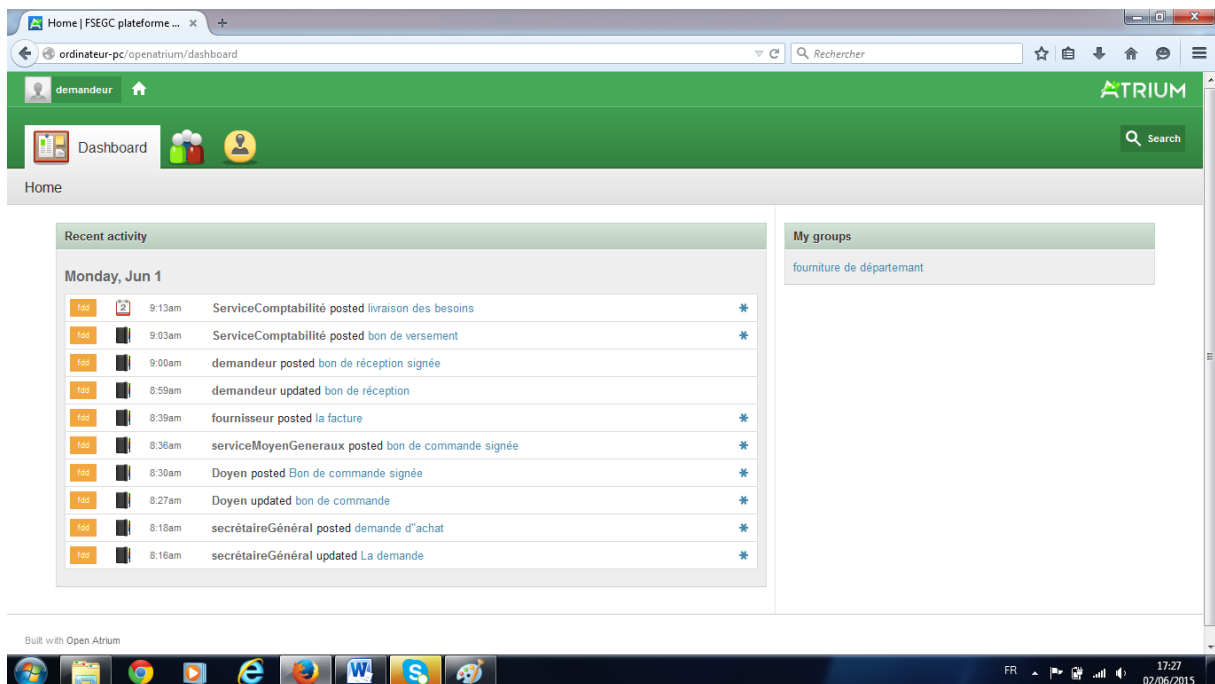 Home | FSEGC plateforme ... ×
ordinateur-pc/openatrium/dashboard
Rechercher
demandeur
ATRIUM
Dashboard
Search
Home
Recent activity
Monday, Jun 1
fdd 2 9:13am ServiceComptabilité posted livraison des besoins *
fdd 9:03am ServiceComptabilité posted bon de versement *
fdd 9:00am demandeur posted bon de réception signée
fdd 8:59am demandeur updated bon de réception
fdd 8:39am fournisseur posted la facture *
fdd 8:36am serviceMoyenGeneraux posted bon de commande signée *
fdd 8:30am Doyen posted Bon de commande signée *
fdd 8:27am Doyen updated bon de commande *
fdd 8:18am secrétaireGénéral posted demande d"achat *
fdd 8:16am secrétaireGénéral updated La demande *
My groups
fourniture de départemant
Built with Open Atrium
FR
17:27
02/06/2015